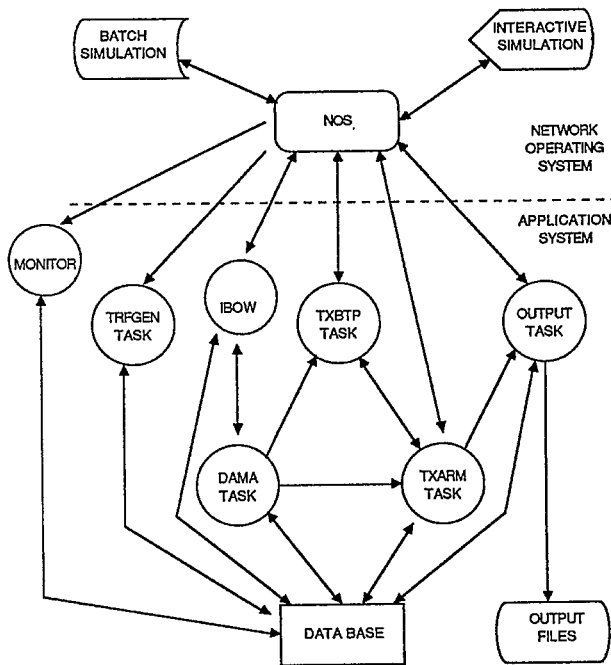 BATCH
SIMULATION
INTERACTIVE
SIMULATION
NOS
NETWORK
OPERATING
SYSTEM
APPLICATION
SYSTEM
MONITOR
TRFGEN
TASK
IBOW
TXBTP
TASK
OUTPUT
TASK
DAMA
TASK
TXARM
TASK
DATA BASE
OUTPUT
FILES